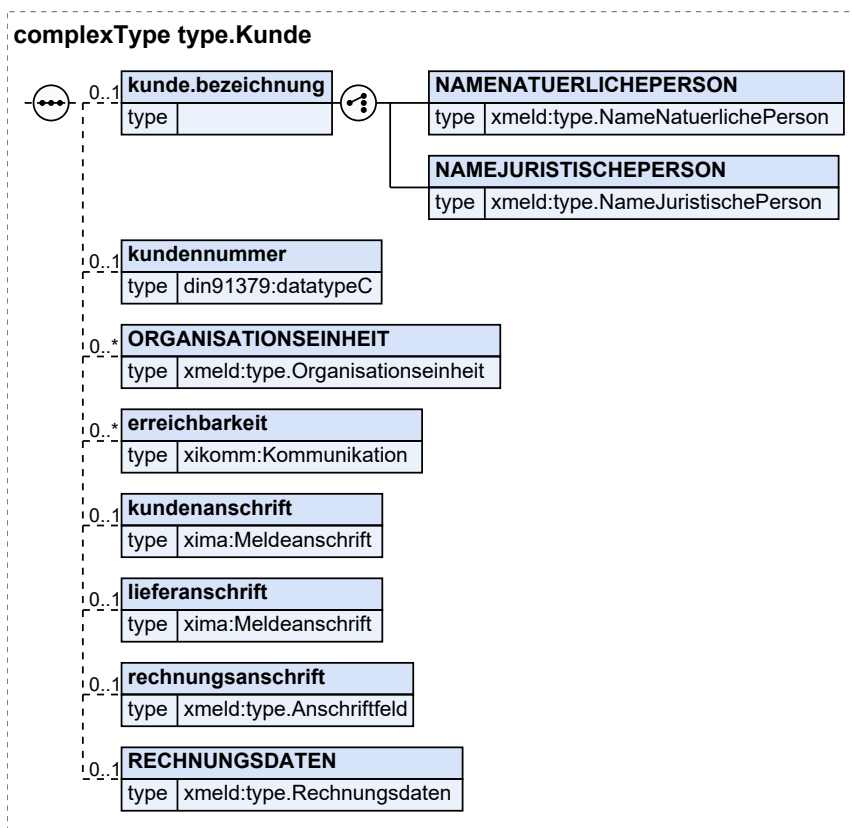 complexType type.Kunde
0..1 kunde.bezeichnung
type
NAMENATUERLICHEPERSON
type xmeld:type.NameNatuerlichePerson
NAMEJURISTISCHEPERSON
type xmeld:type.NameJuristischePerson
0..1 kundennummer
type din91379:datatypeC
0..* ORGANISATIONSEINHEIT
type xmeld:type.Organisationseinheit
0..* erreichbarkeit
type xikomm:Kommunikation
0..1 kundenanschrift
type xima:Meldeanschrift
0..1 lieferanschrift
type xima:Meldeanschrift
0..1 rechnungsanschrift
type xmeld:type.Anschriftfeld
0..1 RECHNUNGSDATEN
type xmeld:type.Rechnungsdaten